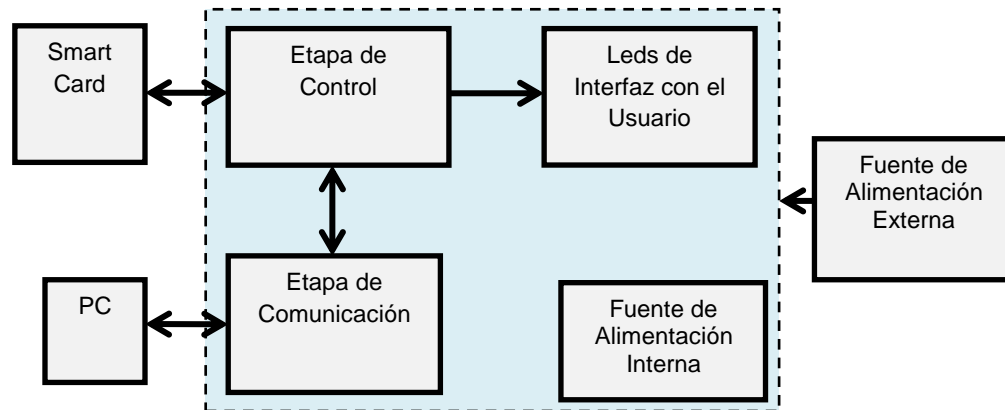 Smart
Card
Etapa de
Control
Leds de
Interfaz con el
Usuario
Fuente de
Alimentación
Externa
PC
Etapa de
Comunicación
Fuente de
Alimentación
Interna